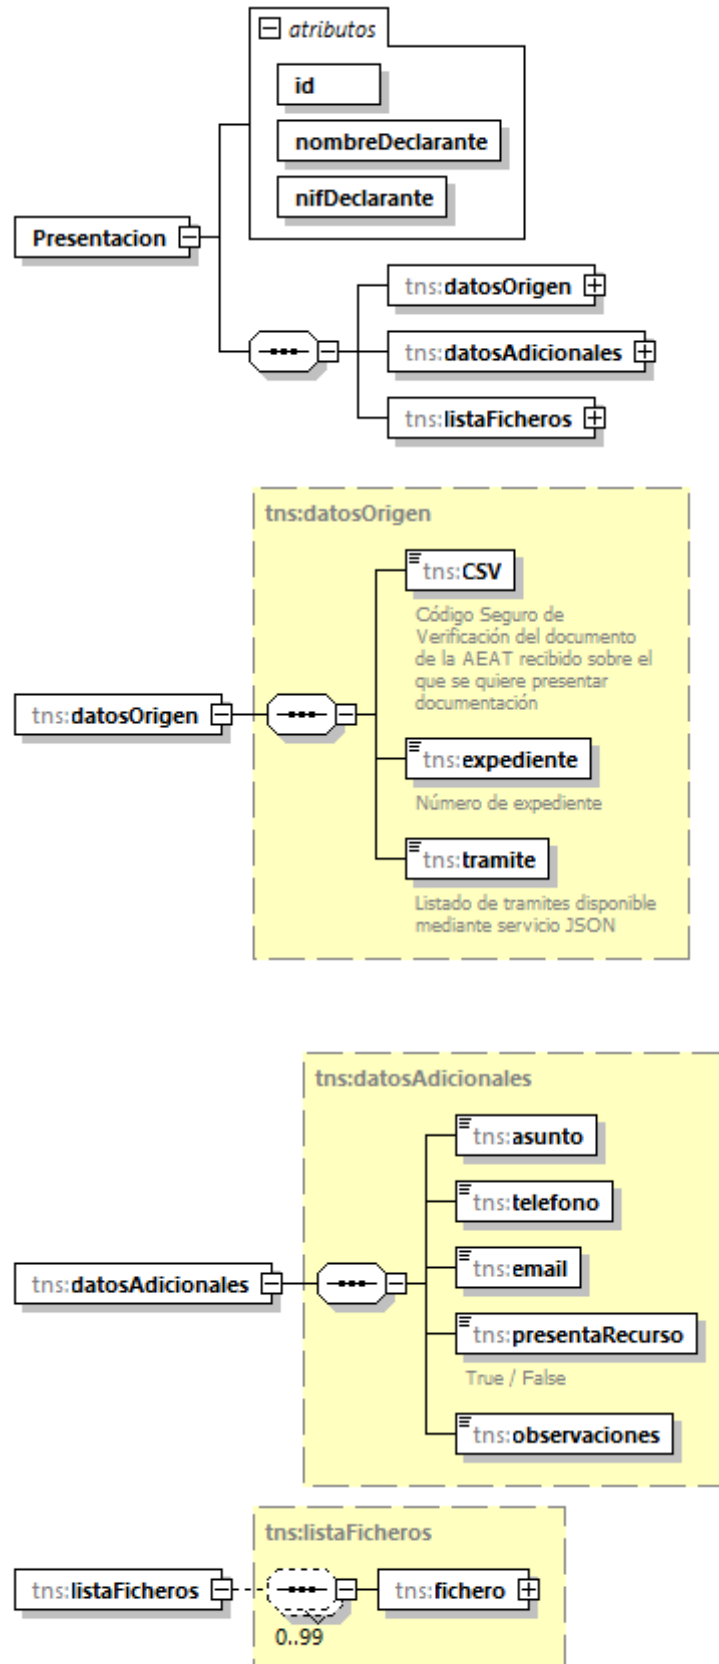 atributos
id
nombreDeclarante
nifDeclarante
Presentacion
tns:datosOrigen
tns:datosAdicionales
tns:listaFicheros
tns:datosOrigen
tns:CSV
Código Seguro de
Verificación del documento
de la AEAT recibido sobre el
que se quiere presentar
documentación
tns:datosOrigen
tns:expediente
Número de expediente
tns:tramite
Listado de tramites disponible
mediante servicio JSON
tns:datosAdicionales
tns:asunto
tns:telefono
tns:email
tns:datosAdicionales
tns:presentaRecurso
True / False
tns:observaciones
tns:listaFicheros
tns:listaFicheros
tns:fichero
0..99